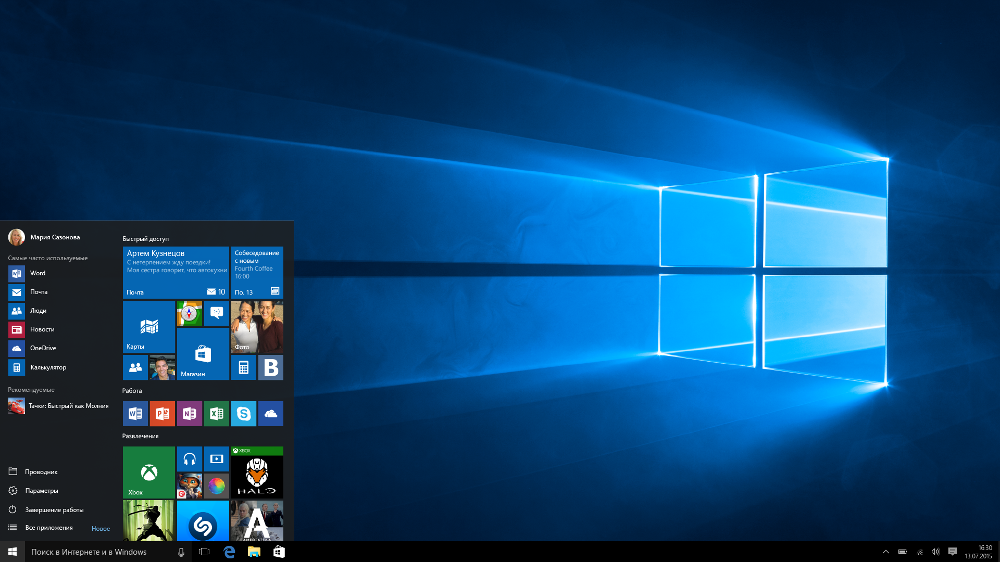 Мария Сазонова
Самые часто используемые
Word
Почта
Люди
Новости
OneDrive
Калькулятор
Рекомендуемые
Тачки: Быстрый как Молния
Проводник
Параметры
Завершение работы
Все приложения
Новое
Быстрый доступ
Артем Кузнецов
С нетерпением жду поездки!
Моя сестра говорит, что автокухни
Почта
10
Собеседование
с новым
Fourth Coffee
16:00
По. 13
Карты
:-)
Фото
Магазин
B
Работа
W
P
N
X
S
Развлечения
Xbox
XBOX
HALO
A
AMEDIATEKA
Поиск в Интернете и в Windows
16:30
13.07.2015